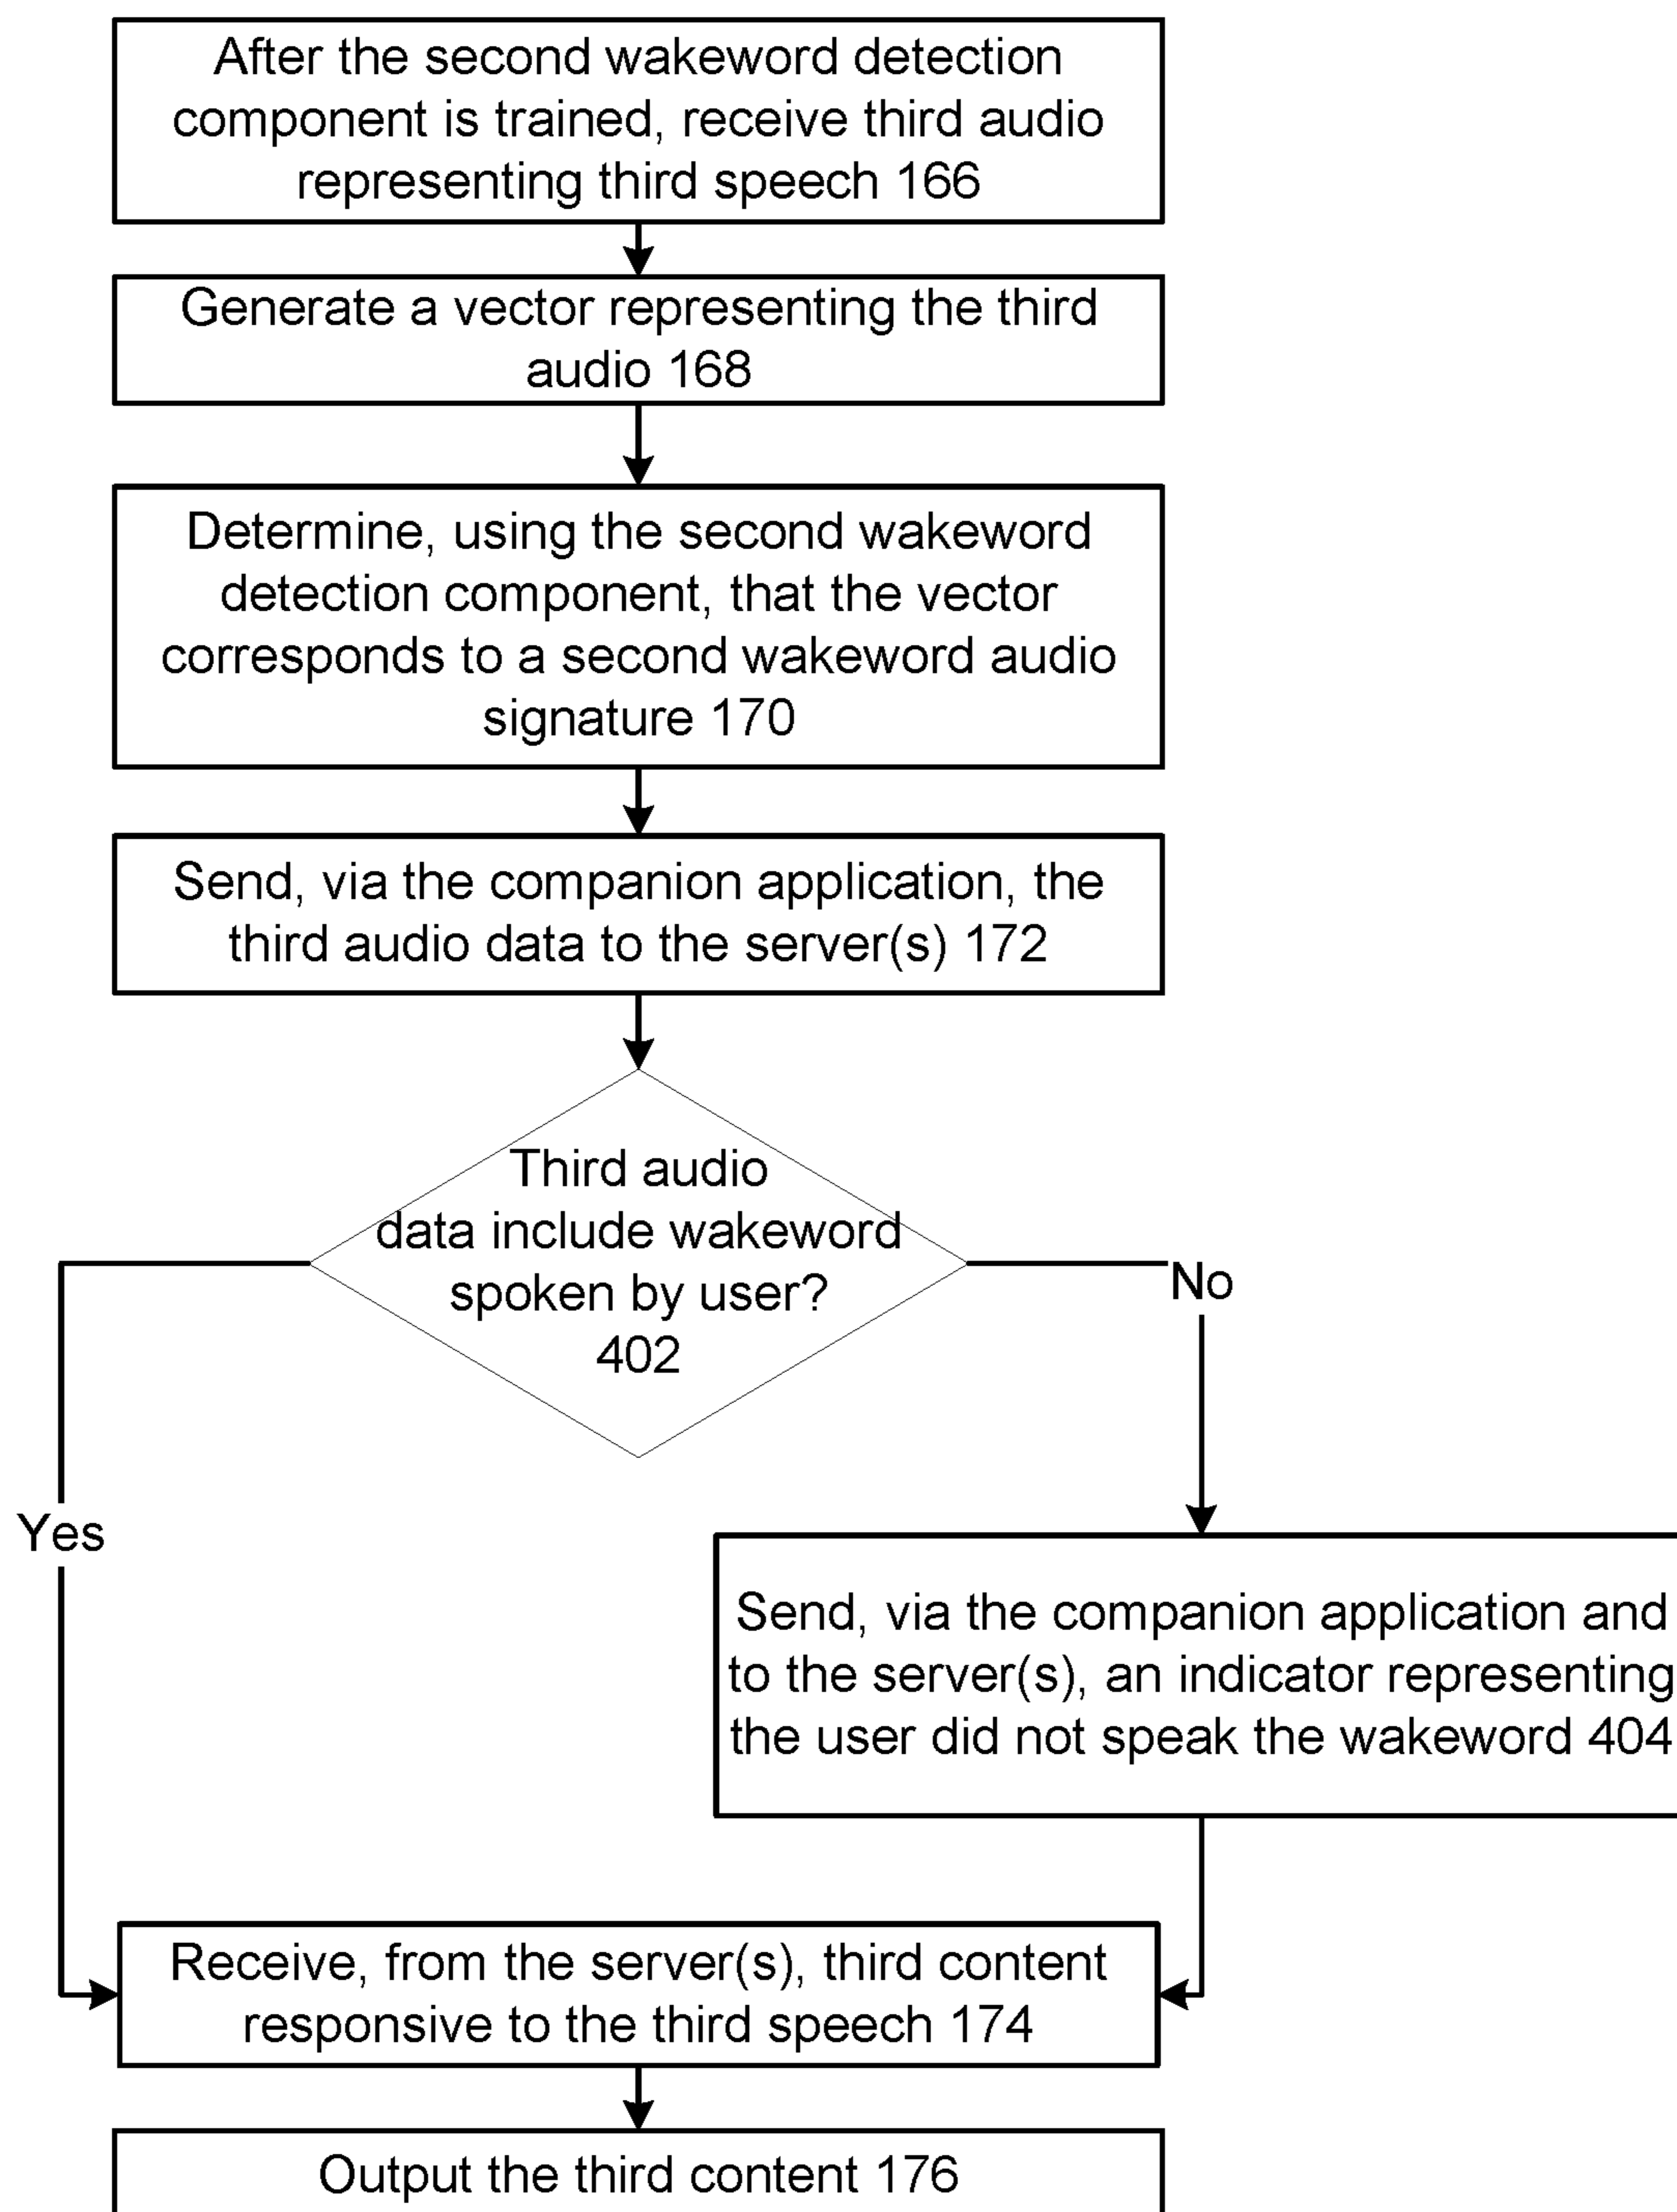 After the second wakeword detection
component is trained, receive third audio
representing third speech 166
Generate a vector representing the third
audio 168
Determine, using the second wakeword
detection component, that the vector
corresponds to a second wakeword audio
signature 170
Send, via the companion application, the
third audio data to the server(s) 172
Third audio
data include wakeword
spoken by user?
402
No
Yes
Send, via the companion application and
to the server(s), an indicator representing
the user did not speak the wakeword 404
Receive, from the server(s), third content
responsive to the third speech 174
Output the third content 176